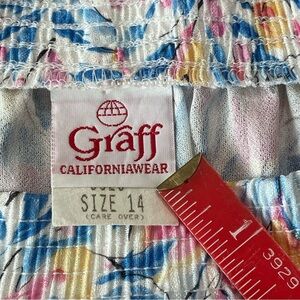 Graff
CALIFORNIAWEAR
SIZE 14
(CARE OVER)
1
3929